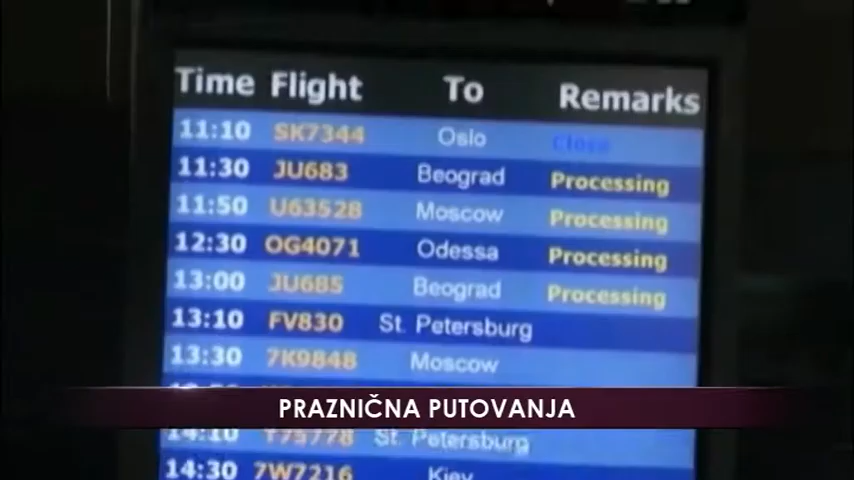 Time Flight To Remarks
11:10 SK7344 Oslo Close
11:30 JU683 Beograd Processing
11:50 U63528 Moscow Processing
12:30 OG4071 Odessa Processing
13:00 JU685 Beograd Processing
13:10 FV830 St. Petersburg
13:30 7K9848 Moscow
PRAZNIČNA PUTOVANJA
14:10 St. Petersburg
14:30 7W7216 Kiev